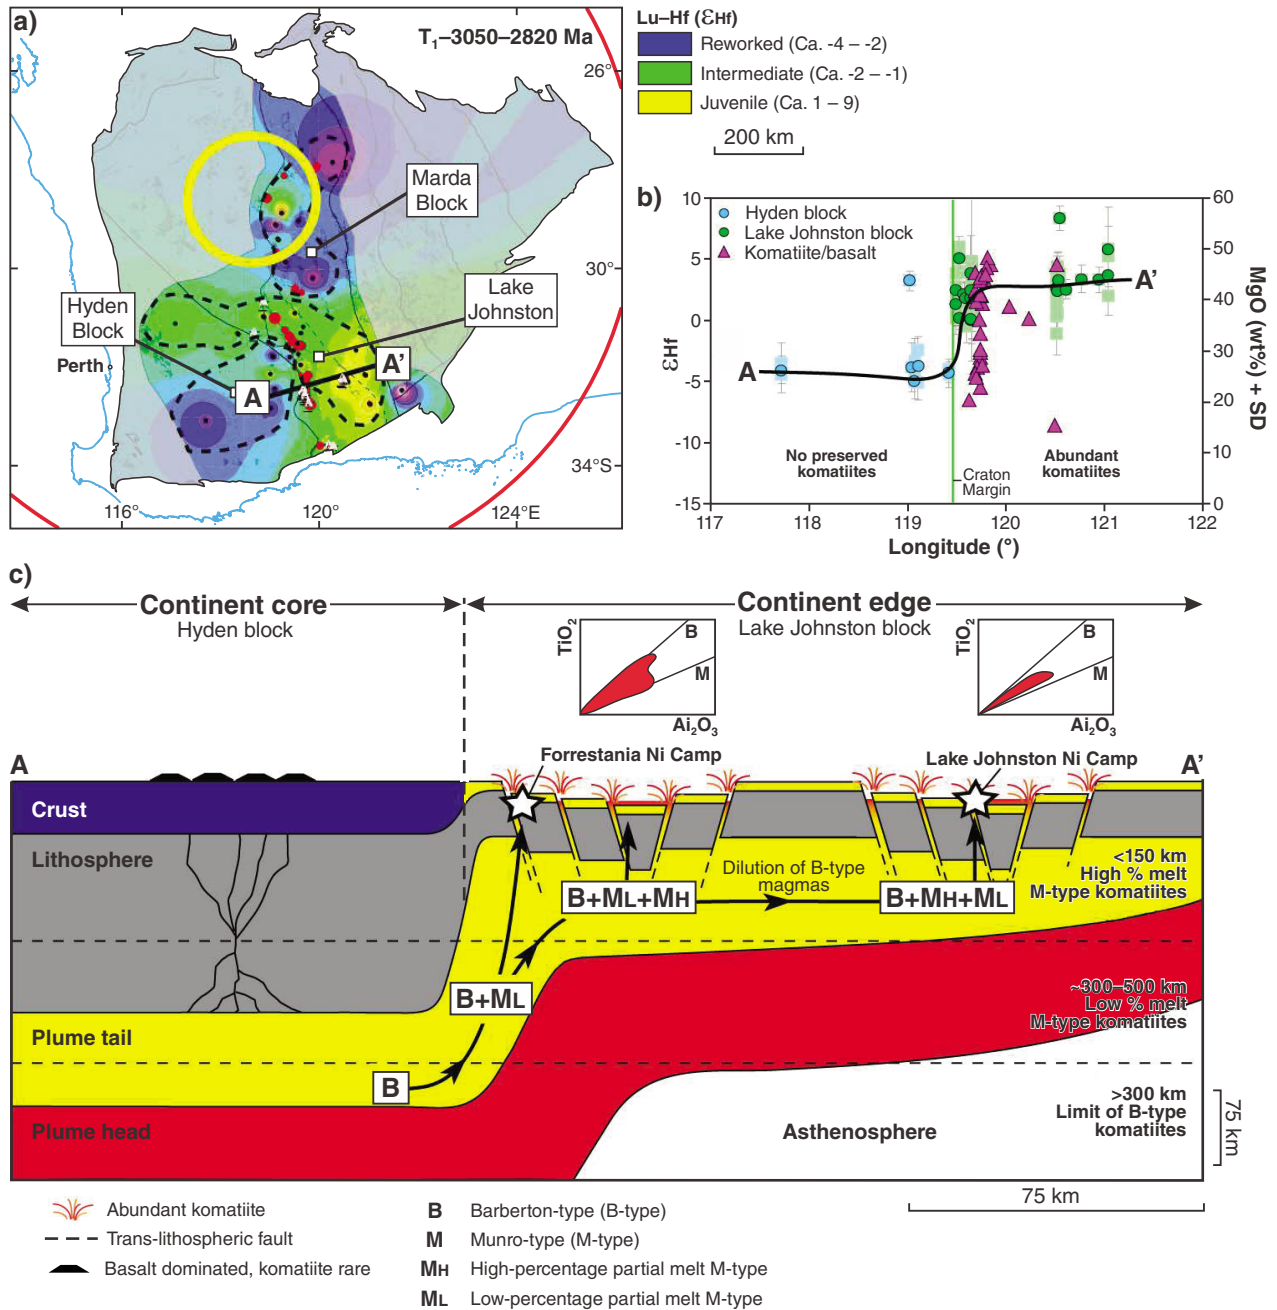 a)
T1–3050–2820 Ma
26°
30°
34°S
116°
120°
124°E
Marda
Block
Lake
Johnston
Hyden
Block
Perth
A
A'
Lu–Hf (ƐHf)
Reworked (Ca. -4 – -2)
Intermediate (Ca. -2 – -1)
Juvenile (Ca. 1 – 9)
200 km
b)
Hyden block
Lake Johnston block
Komatiite/basalt
10
5
0
-5
-10
-15
ƐHf
60
50
40
30
20
10
0
MgO (wt%) + SD
A
A'
No preserved
komatiites
Abundant
komatiites
Craton
Margin
117
118
119
120
121
122
Longitude (°)
c)
Continent core
Hyden block
Continent edge
Lake Johnston block
TiO2
B
M
Ai2O3
TiO2
B
M
Ai2O3
A
Forrestania Ni Camp
Lake Johnston Ni Camp
A'
Crust
Lithosphere
<150 km
High % melt
M-type komatiites
Dilution of B-type
magmas
B+ML+MH
B+MH+ML
B+ML
~300–500 km
Low % melt
M-type komatiites
Plume tail
B
>300 km
Limit of B-type
komatiites
Plume head
Asthenosphere
75 km
75 km
Abundant komatiite
Trans-lithospheric fault
Basalt dominated, komatiite rare
B Barberton-type (B-type)
M Munro-type (M-type)
MH High-percentage partial melt M-type
ML Low-percentage partial melt M-type